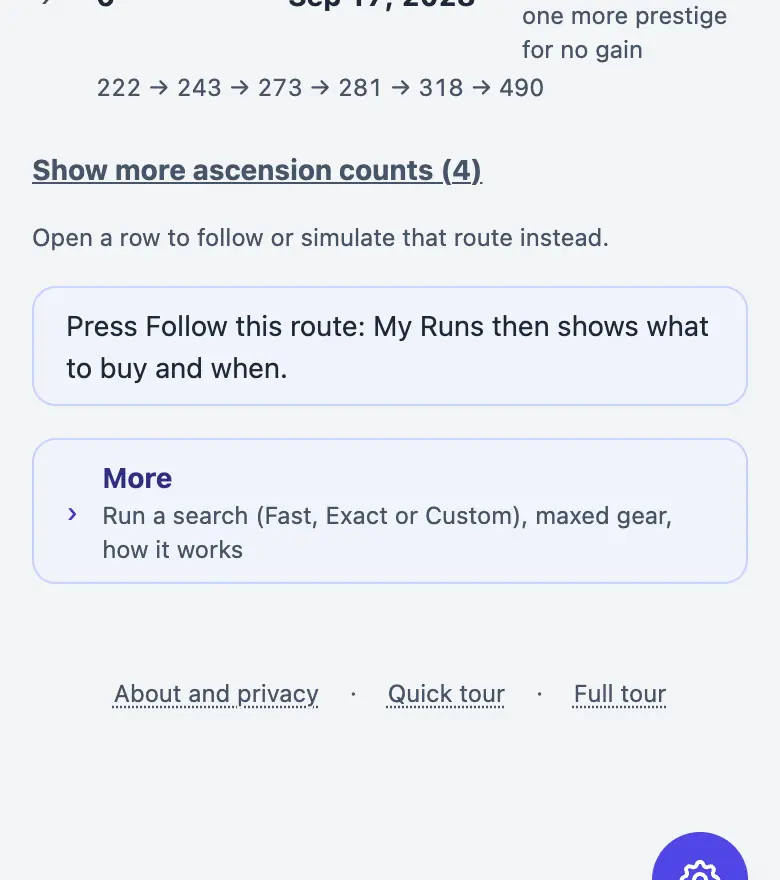 one more prestige
for no gain
222 → 243 → 273 → 281 → 318 → 490
Show more ascension counts (4)
Open a row to follow or simulate that route instead.
Press Follow this route: My Runs then shows what
to buy and when.
More
› Run a search (Fast, Exact or Custom), maxed gear,
how it works
About and privacy · Quick tour · Full tour